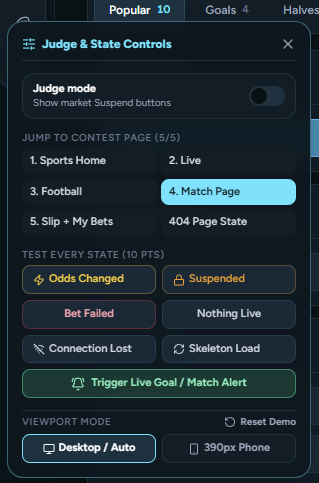 Popular 10 Goals 4 Halves
Judge & State Controls
Judge mode
Show market Suspend buttons
JUMP TO CONTEST PAGE (5/5)
1. Sports Home 2. Live
3. Football 4. Match Page
5. Slip + My Bets 404 Page State
TEST EVERY STATE (10 PTS)
Odds Changed Suspended
Bet Failed Nothing Live
Connection Lost Skeleton Load
Trigger Live Goal / Match Alert
VIEWPORT MODE Reset Demo
Desktop / Auto 390px Phone